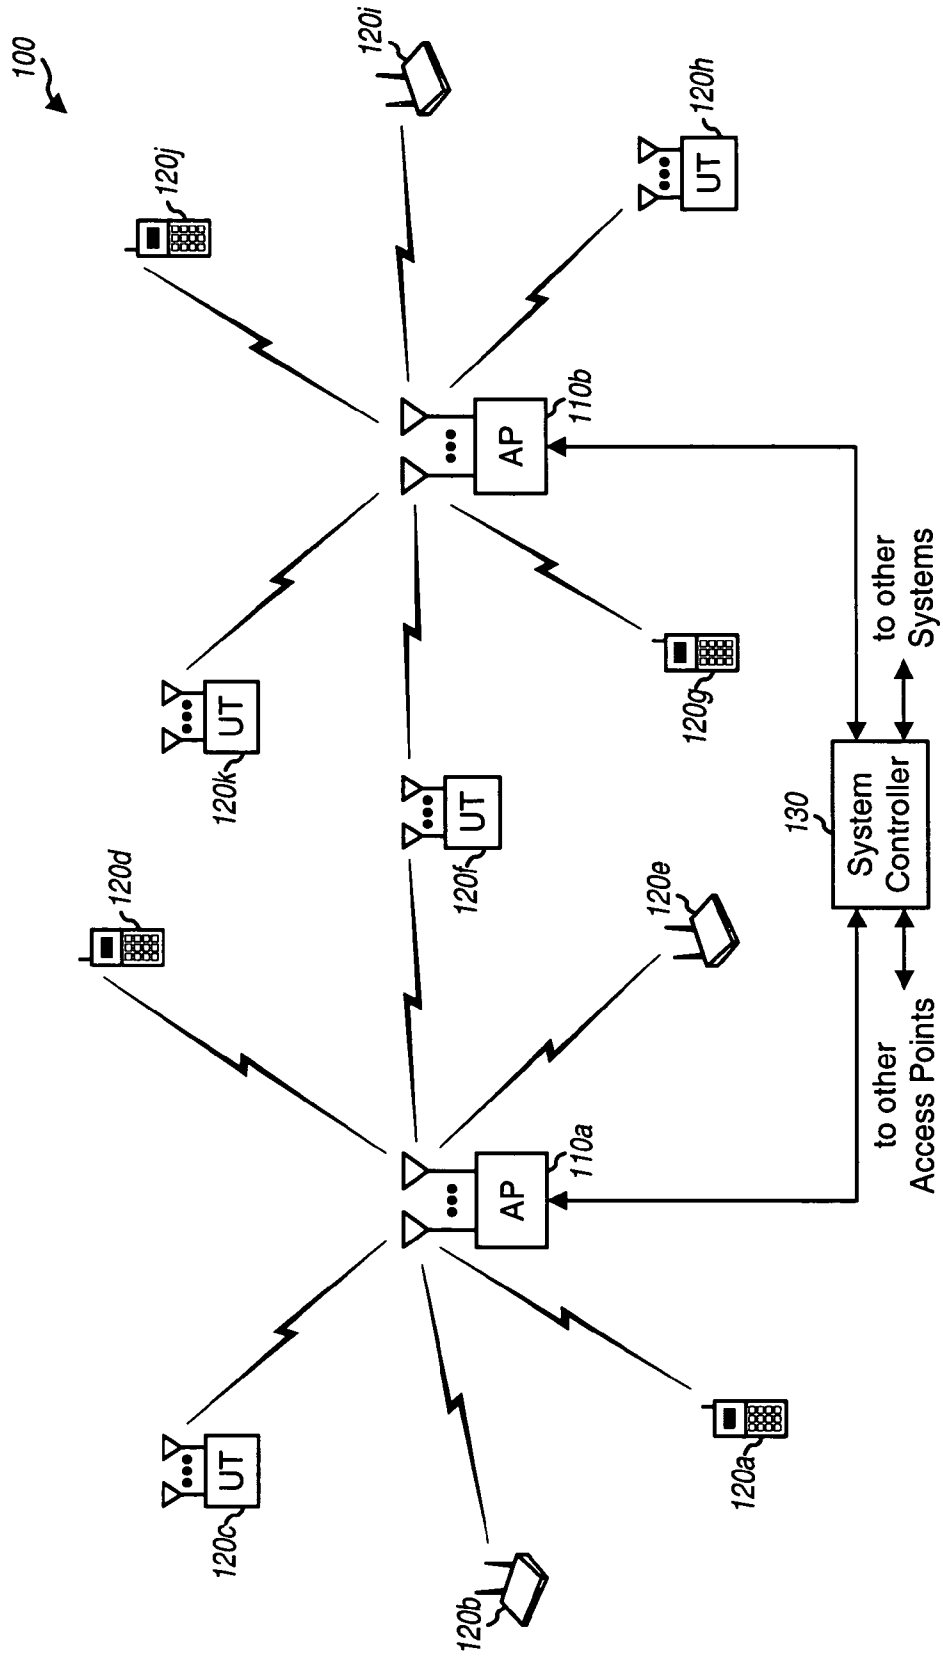 100
120j
120i
120d
120k
UT
120c
UT
120h
UT
120f
UT
110a
AP
110b
AP
120b
120e
120g
120a
130
System
Controller
to other
Access Points
to other
Systems